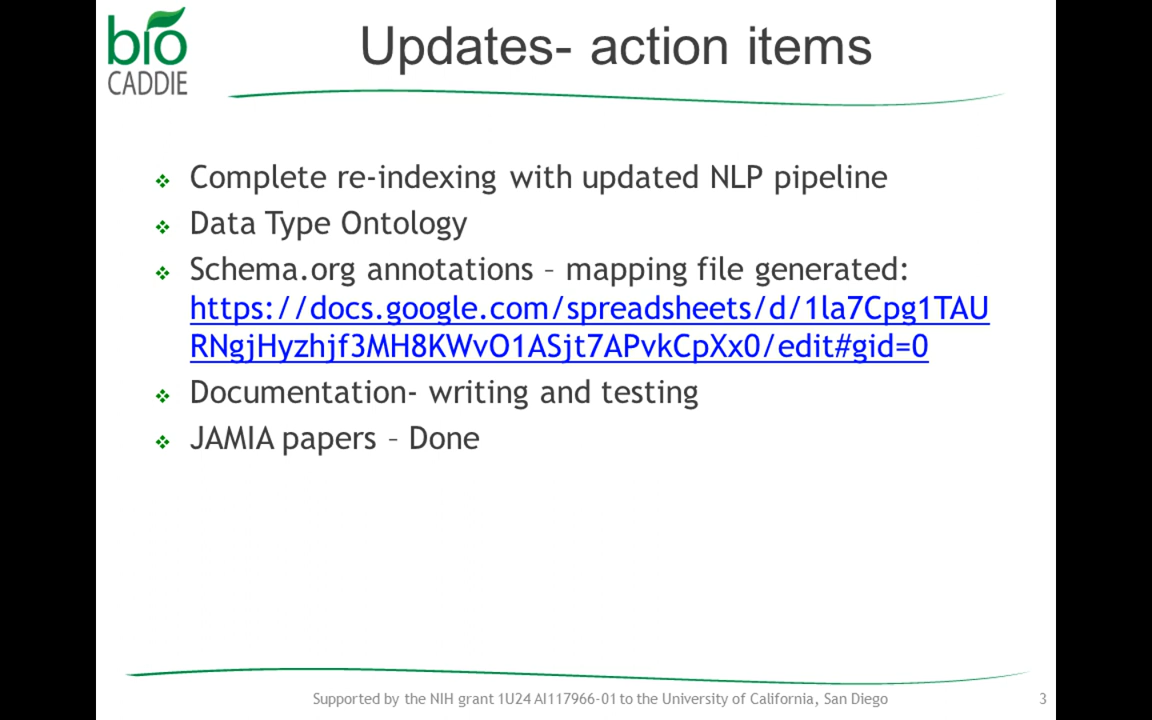 bio
CADDIE
Updates- action items
Complete re-indexing with updated NLP pipeline
Data Type Ontology
Schema.org annotations – mapping file generated:
https://docs.google.com/spreadsheets/d/1la7Cpg1TAU
RNgjHyzhjf3MH8KWvO1ASjt7APvkCpXx0/edit#gid=0
Documentation- writing and testing
JAMIA papers – Done
Supported by the NIH grant 1U24 AI117966-01 to the University of California, San Diego
3